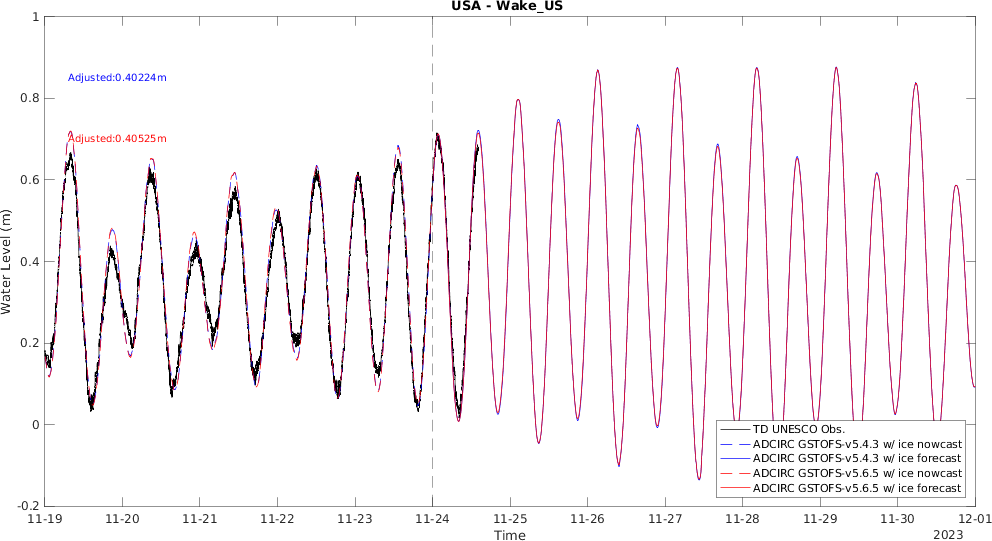 USA - Wake_US
1
0.8
0.6
0.4
0.2
0
-0.2
Water Level (m)
Adjusted:0.40224m
Adjusted:0.40525m
TD UNESCO Obs.
ADCIRC GSTOFS-v5.4.3 w/ ice nowcast
ADCIRC GSTOFS-v5.4.3 w/ ice forecast
ADCIRC GSTOFS-v5.6.5 w/ ice nowcast
ADCIRC GSTOFS-v5.6.5 w/ ice forecast
11-19 11-20 11-21 11-22 11-23 11-24 11-25 11-26 11-27 11-28 11-29 11-30 12-01
Time
2023